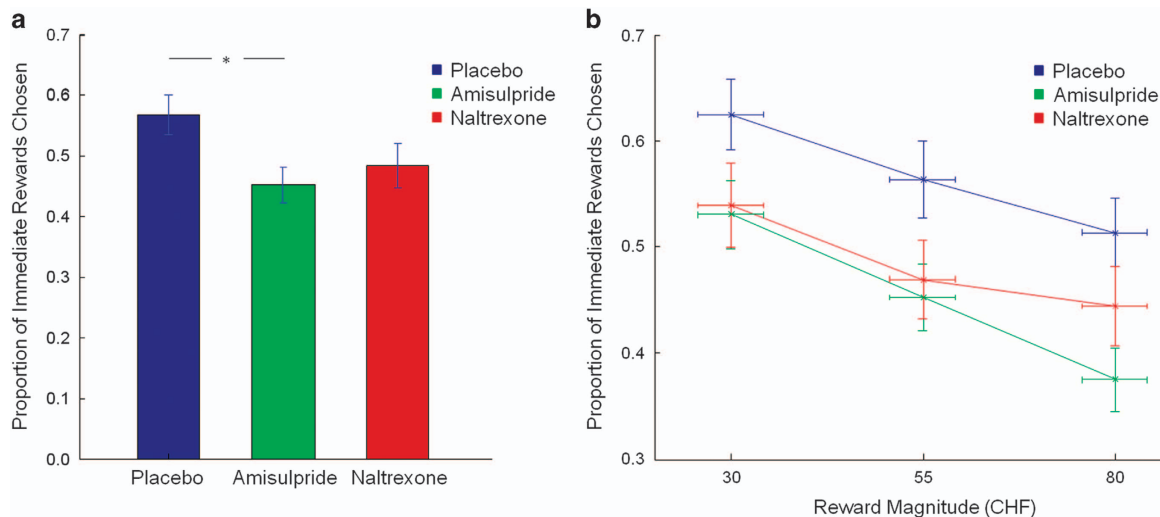 a
0.7
0.6
0.5
0.4
0.3
0.2
0.1
0.0
Proportion of Immediate Rewards Chosen
*
Placebo
Amisulpride
Naltrexone
Placebo
Amisulpride
Naltrexone
b
0.7
0.6
0.5
0.4
0.3
Proportion of Immediate Rewards Chosen
Placebo
Amisulpride
Naltrexone
30
55
80
Reward Magnitude (CHF)